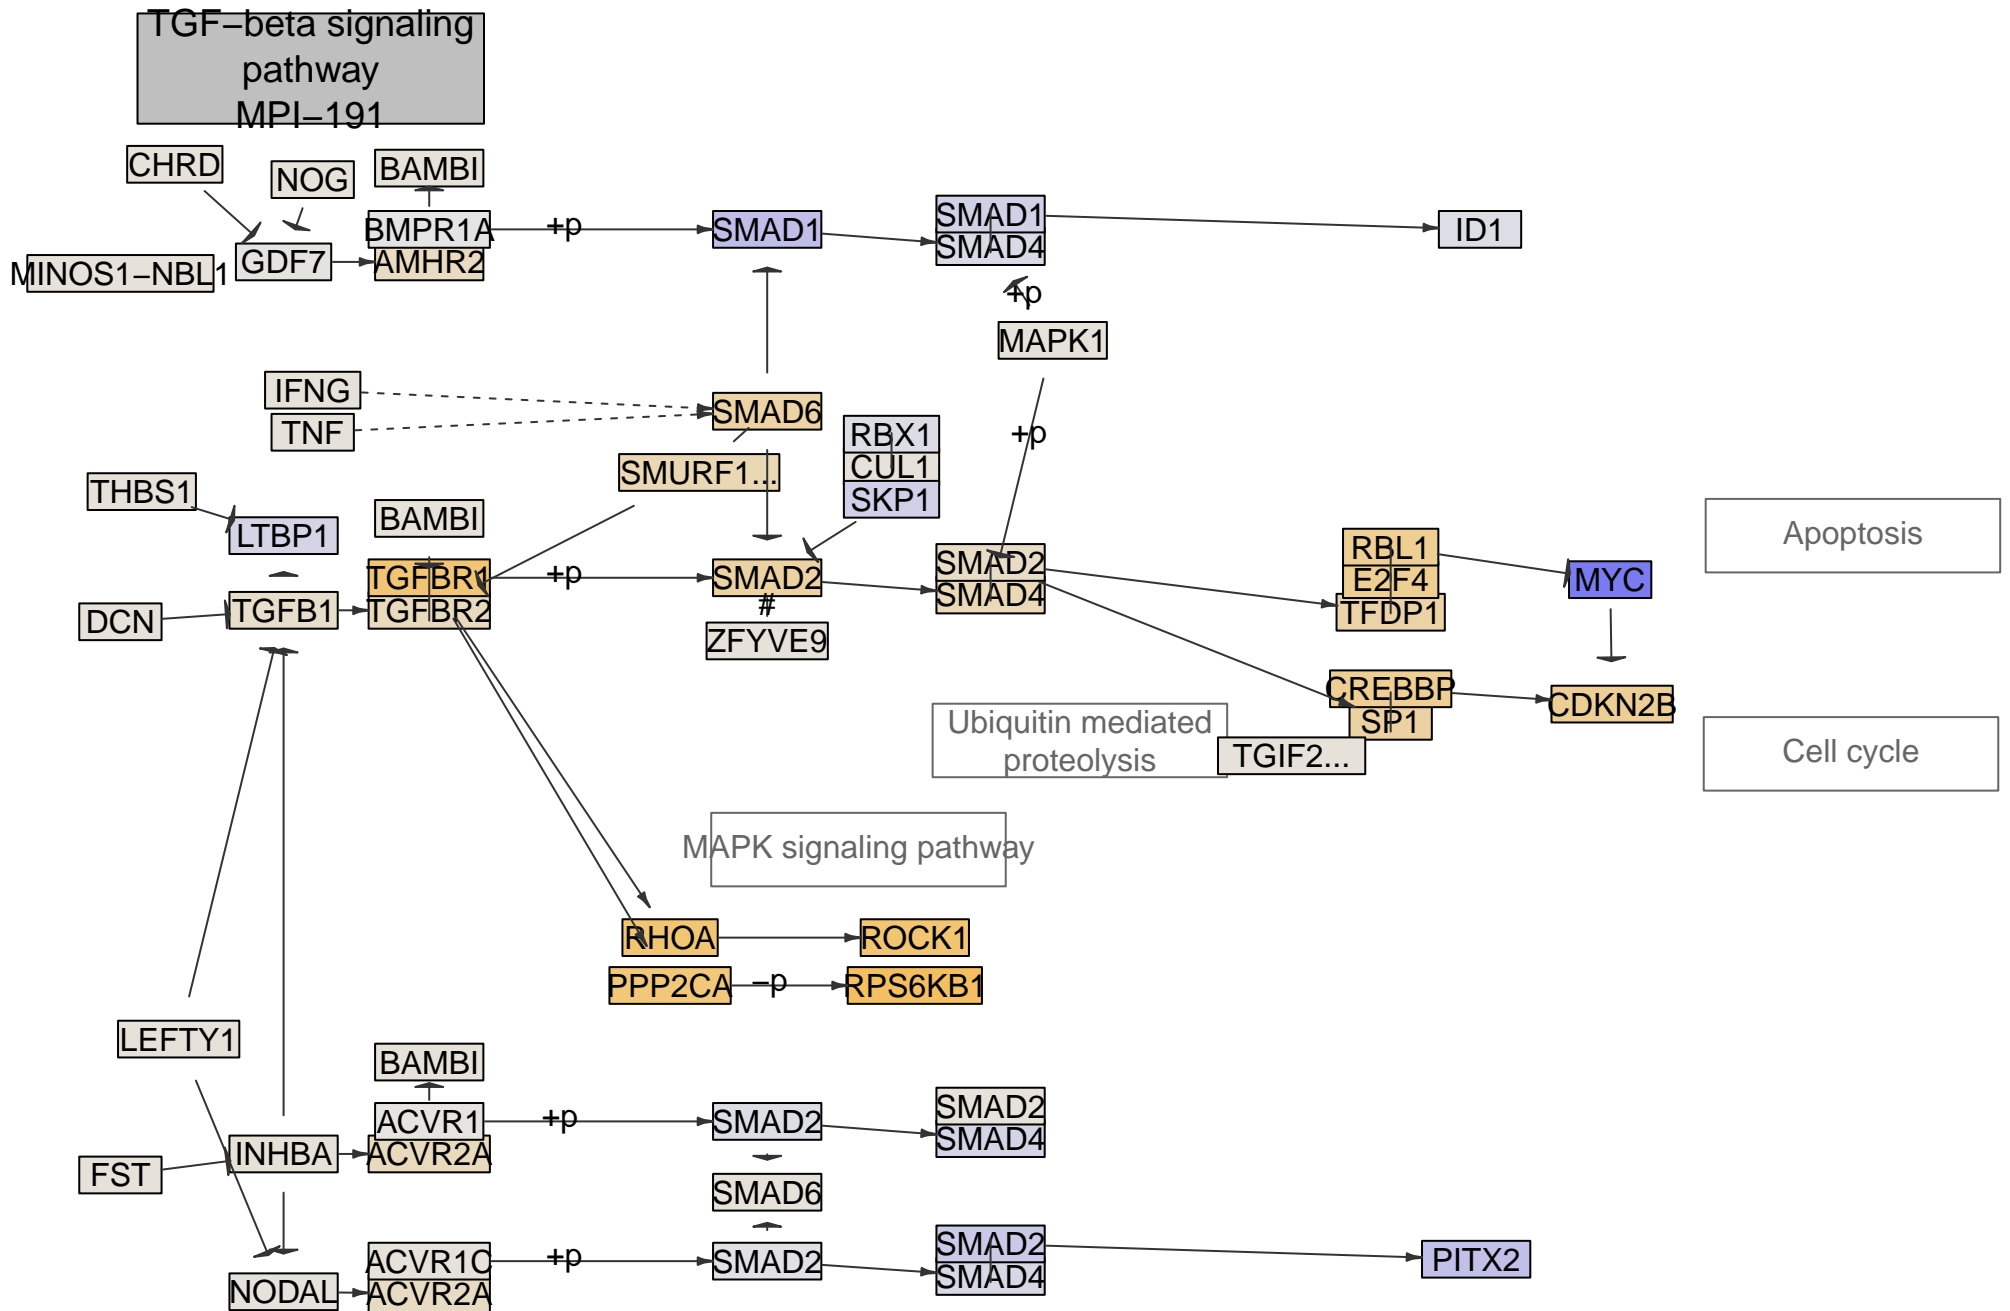 TGF−beta signaling
pathway
MPI−191
CHRD
NOG
BAMBI
BMPR1A
AMHR2
GDF7
MINOS1−NBL1
+p
SMAD1
SMAD1
SMAD4
ID1
+p
MAPK1
IFNG
TNF
SMAD6
RBX1
CUL1
SKP1
+p
SMURF1...
THBS1
LTBP1
BAMBI
TGFBR1
TGFBR2
+p
SMAD2
#
ZFYVE9
SMAD2
SMAD4
RBL1
E2F4
TFDP1
MYC
Apoptosis
DCN
TGFB1
CREBBP
SP1
TGIF2...
CDKN2B
Ubiquitin mediated
proteolysis
Cell cycle
MAPK signaling pathway
RHOA
ROCK1
PPP2CA
−p
RPS6KB1
LEFTY1
BAMBI
ACVR1
ACVR2A
+p
SMAD2
SMAD2
SMAD4
INHBA
FST
SMAD6
ACVR1C
ACVR2A
+p
SMAD2
SMAD2
SMAD4
PITX2
NODAL